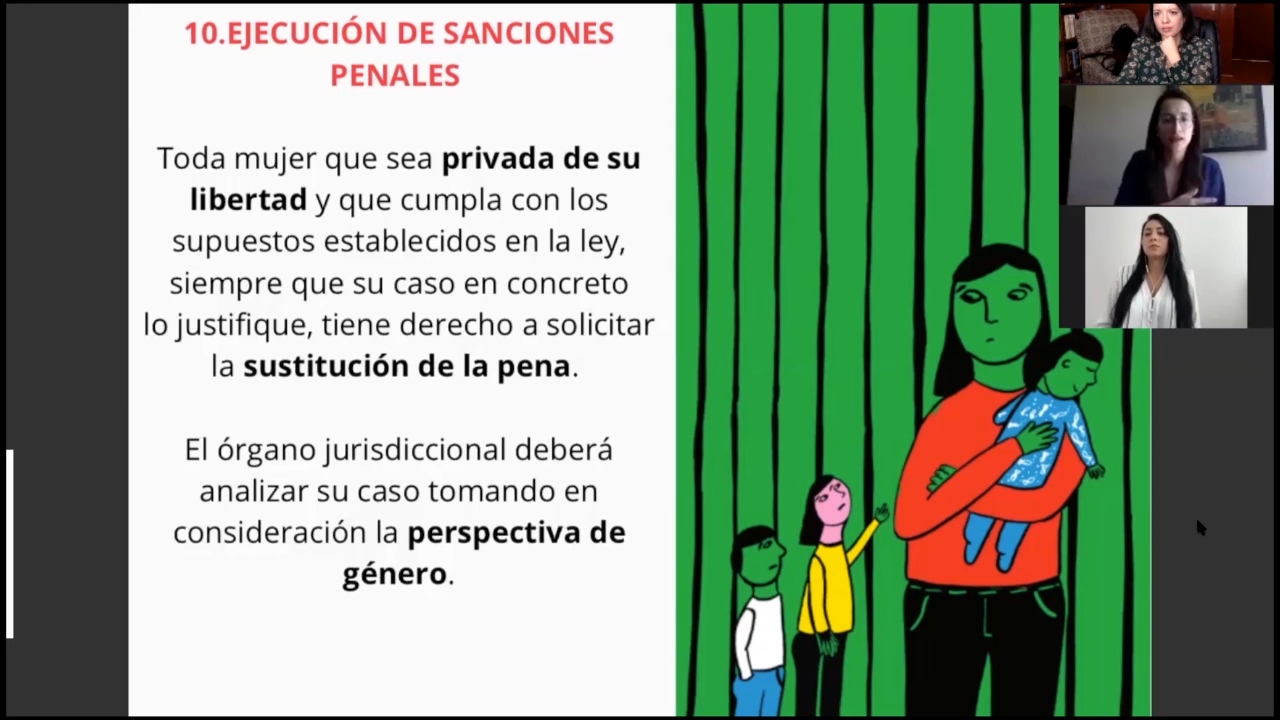 10.EJECUCIÓN DE SANCIONES
PENALES
Toda mujer que sea privada de su
libertad y que cumpla con los
supuestos establecidos en la ley,
siempre que su caso en concreto
lo justifique, tiene derecho a solicitar
la sustitución de la pena.
El órgano jurisdiccional deberá
analizar su caso tomando en
consideración la perspectiva de
género.